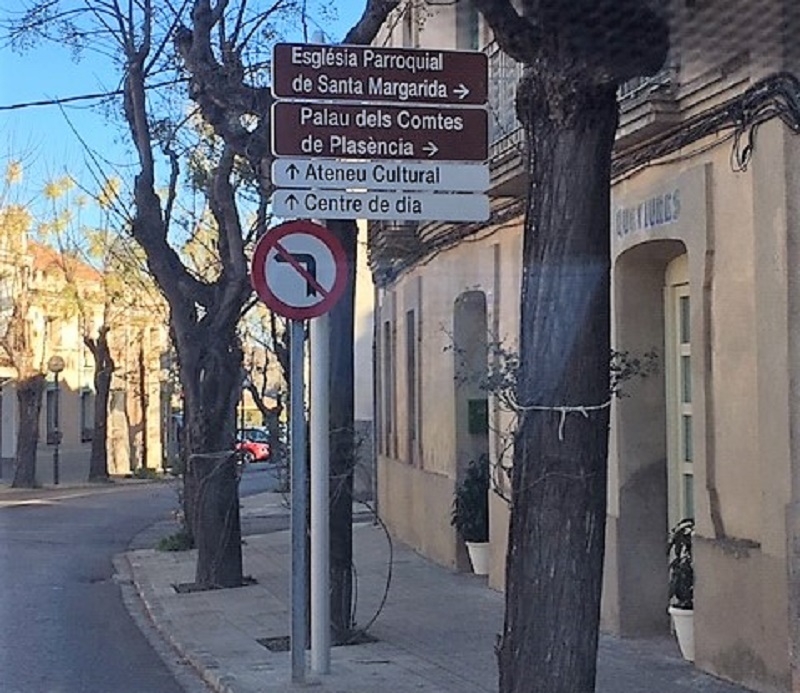 Església Parroquial
de Santa Margarida →
Palau dels Comtes
de Plasència →
↑ Ateneu Cultural
↑ Centre de dia